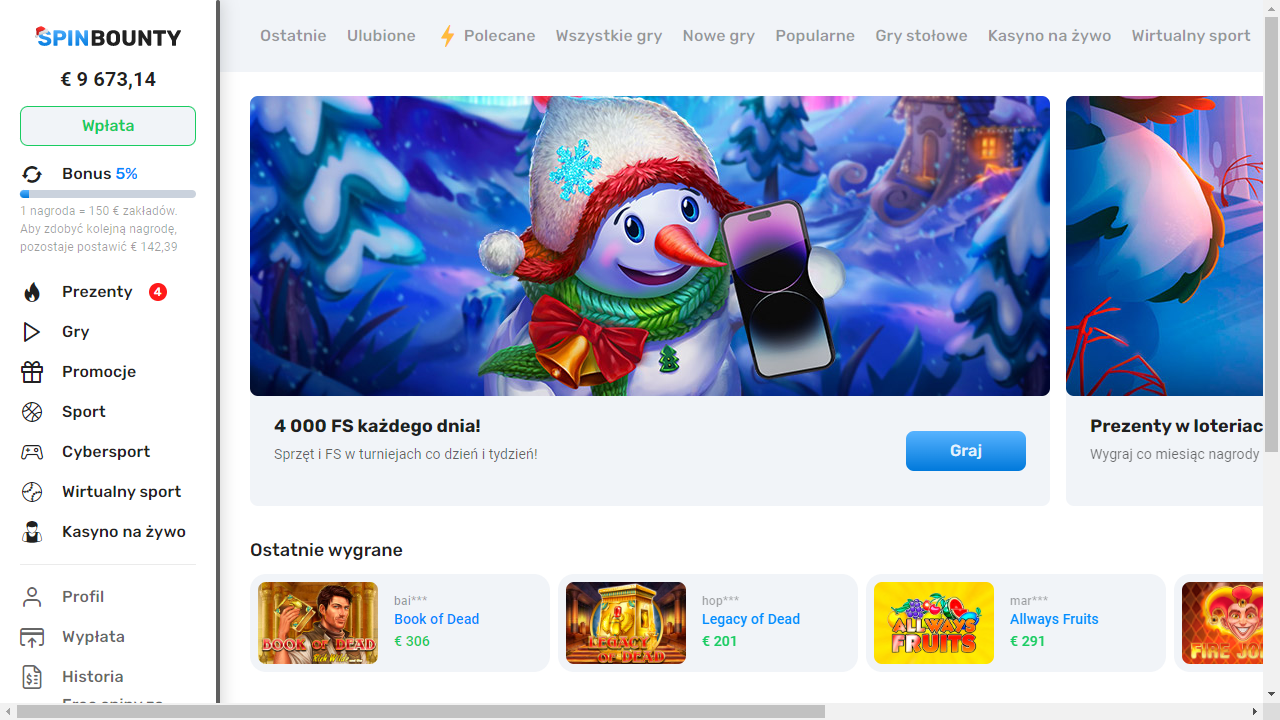 SPINBOUNTY
€ 9 673,14
Wpłata
Bonus 5%
1 nagroda = 150 € zakładów.
Aby zdobyć kolejną nagrodę,
pozostaje postawić € 142,39
Prezenty 4
Gry
Promocje
Sport
Cybersport
Wirtualny sport
Kasyno na żywo
Profil
Wypłata
Historia
Ostatnie Ulubione Polecane Wszystkie gry Nowe gry Popularne Gry stołowe Kasyno na żywo Wirtualny sport
4 000 FS każdego dnia!
Sprzęt i FS w turniejach co dzień i tydzień!
Graj
Prezenty w loteriac
Wygraj co miesiąc nagrody
Ostatnie wygrane
BOOK OF DEAD
bai***
Book of Dead
€ 306
LEGACY OF DEAD
hop***
Legacy of Dead
€ 201
ALLWAYS FRUITS
mar***
Allways Fruits
€ 291
FIRE JO